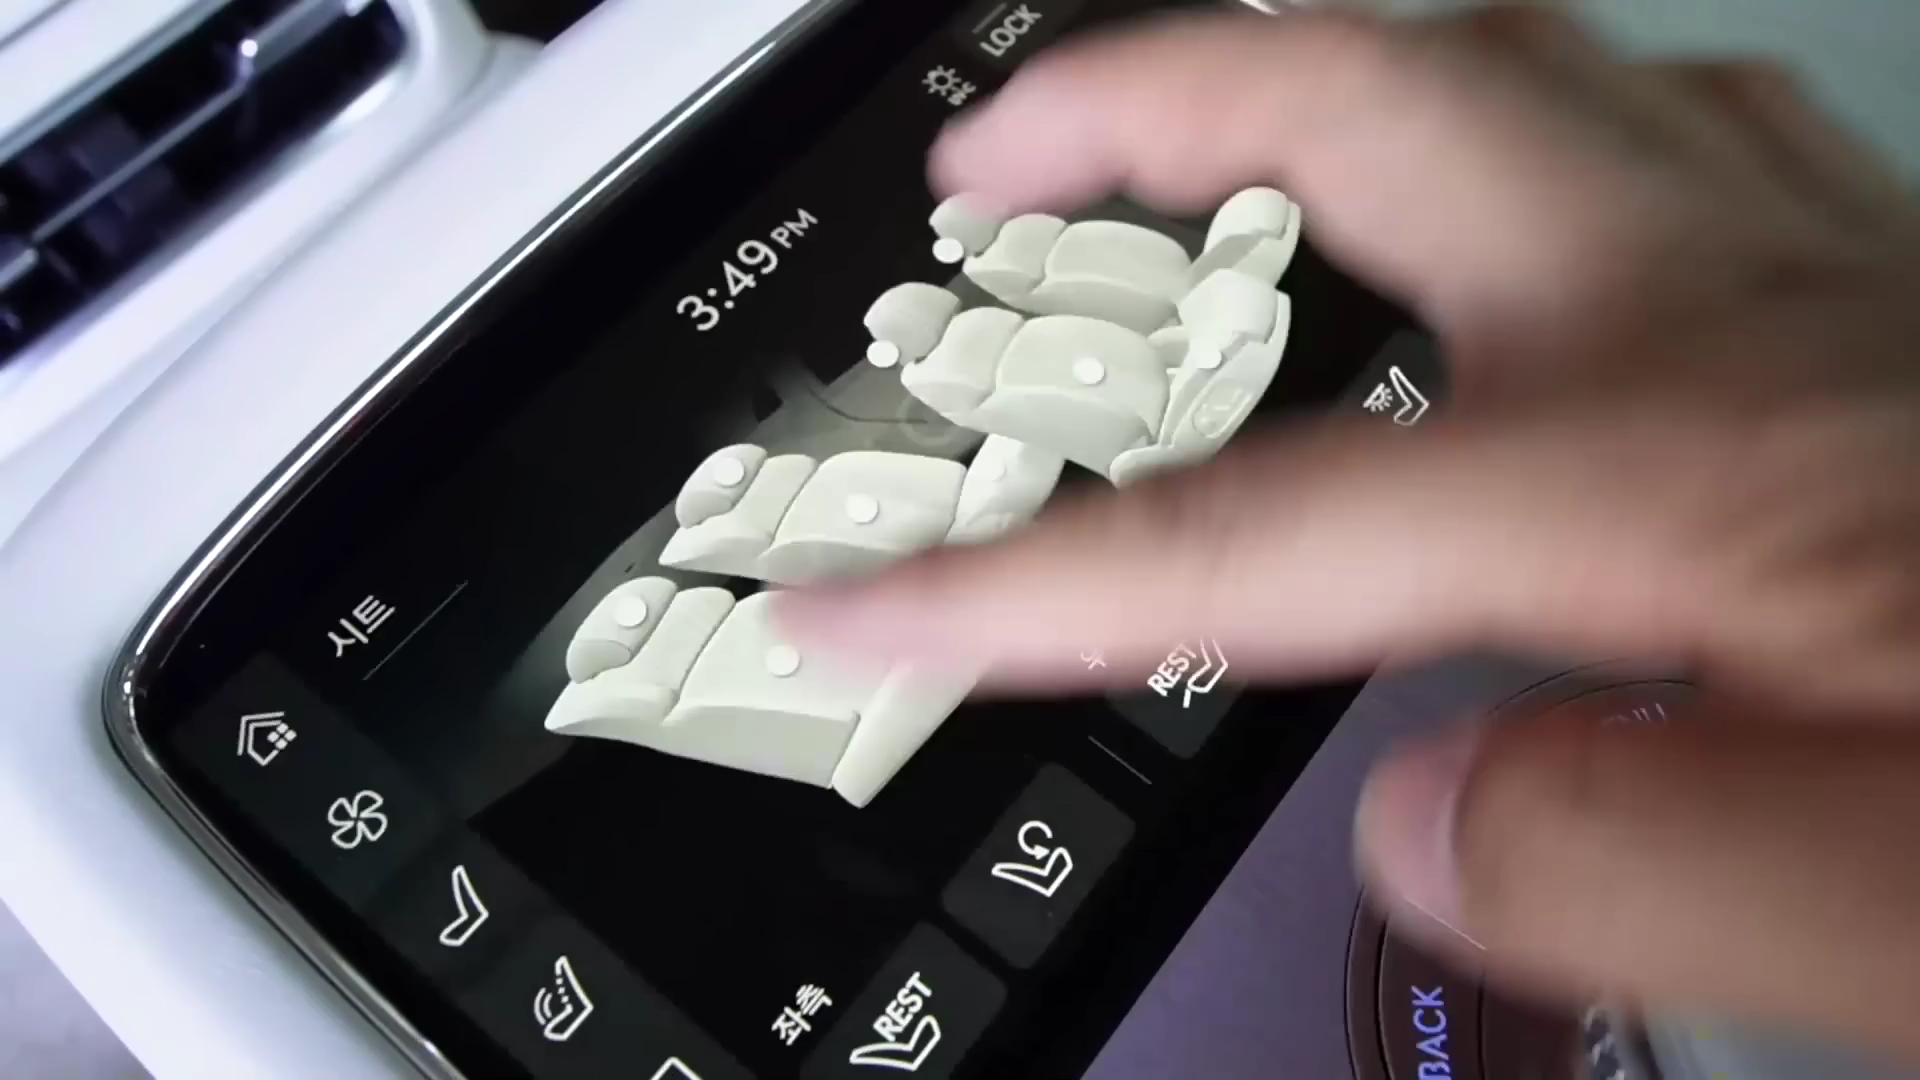 LOCK
3:49 PM
시트
좌측
REST
REST
BACK